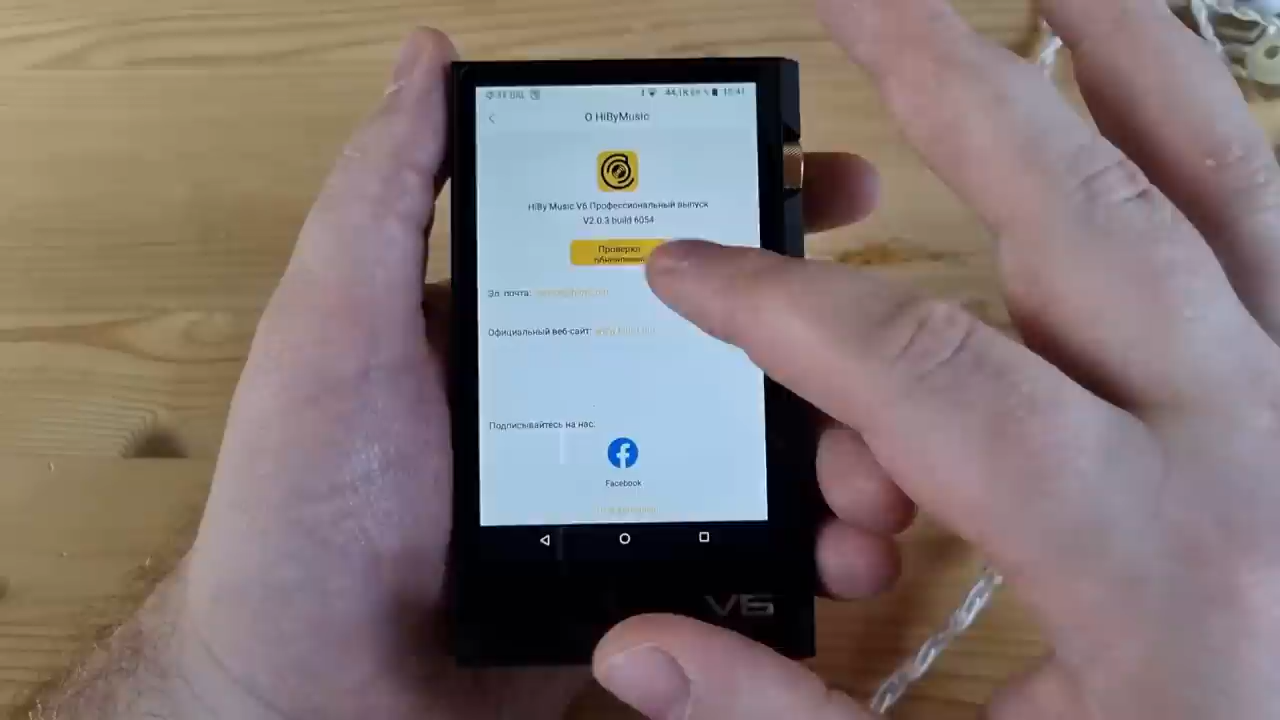 О HiByMusic
HiBy Music V6 Профессиональный выпуск
V2.0.3 build 6054
Проверка
Эл. почта:
Официальный веб-сайт:
Подписывайтесь на нас:
Facebook
V6